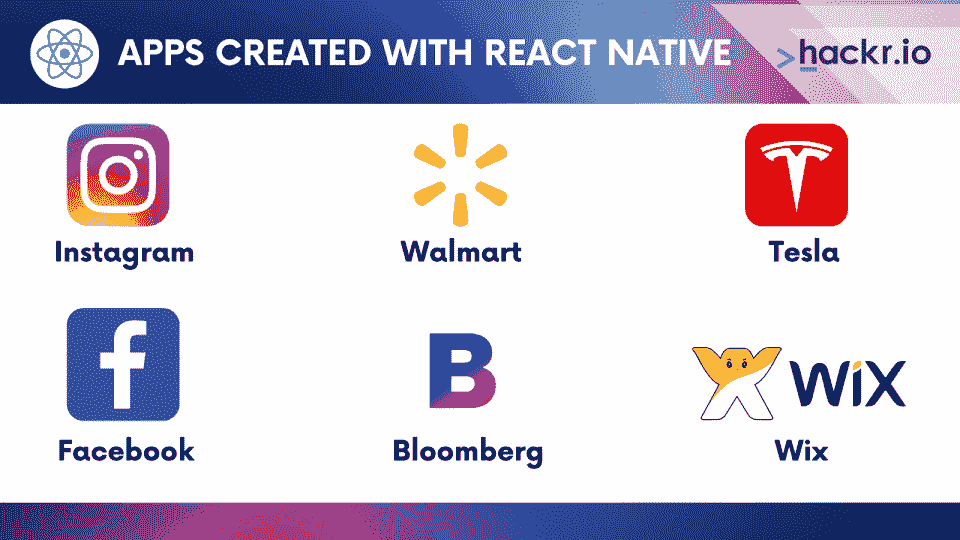 APPS CREATED WITH REACT NATIVE
>hackr.io
Instagram
Walmart
Tesla
f
B
WiX
Facebook
Bloomberg
Wix